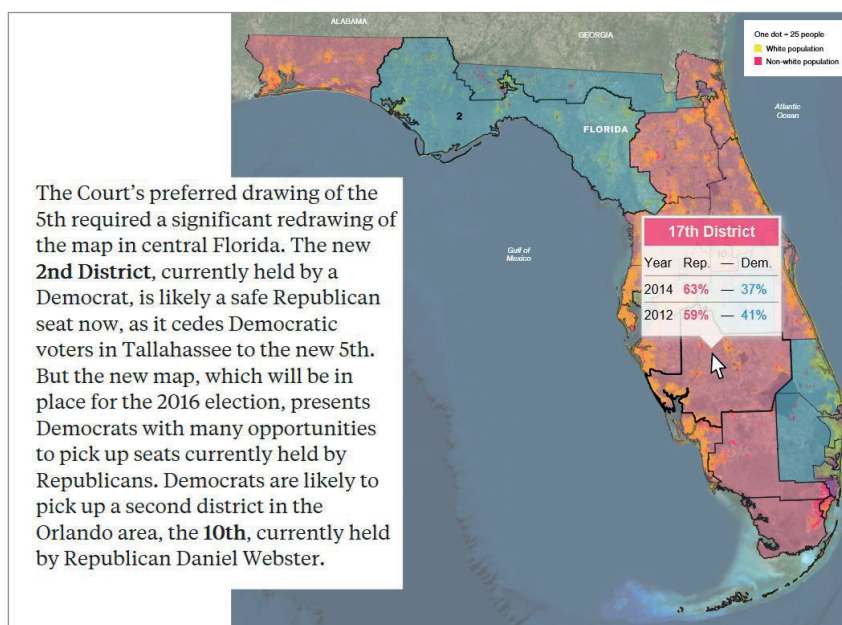 ALABAMA
GEORGIA
One dot = 25 people
White population
Non-white population
Atlantic
Ocean
2
FLORIDA
The Court's preferred drawing of the
5th required a significant redrawing of
the map in central Florida. The new
2nd District, currently held by a
Democrat, is likely a safe Republican
seat now, as it cedes Democratic
voters in Tallahassee to the new 5th.
But the new map, which will be in
place for the 2016 election, presents
Democrats with many opportunities
to pick up seats currently held by
Republicans. Democrats are likely to
pick up a second district in the
Orlando area, the 10th, currently held
by Republican Daniel Webster.
Gulf of
Mexico
17th District
10
Year Rep. — Dem.
2014 63% — 37%
2012 59% — 41%